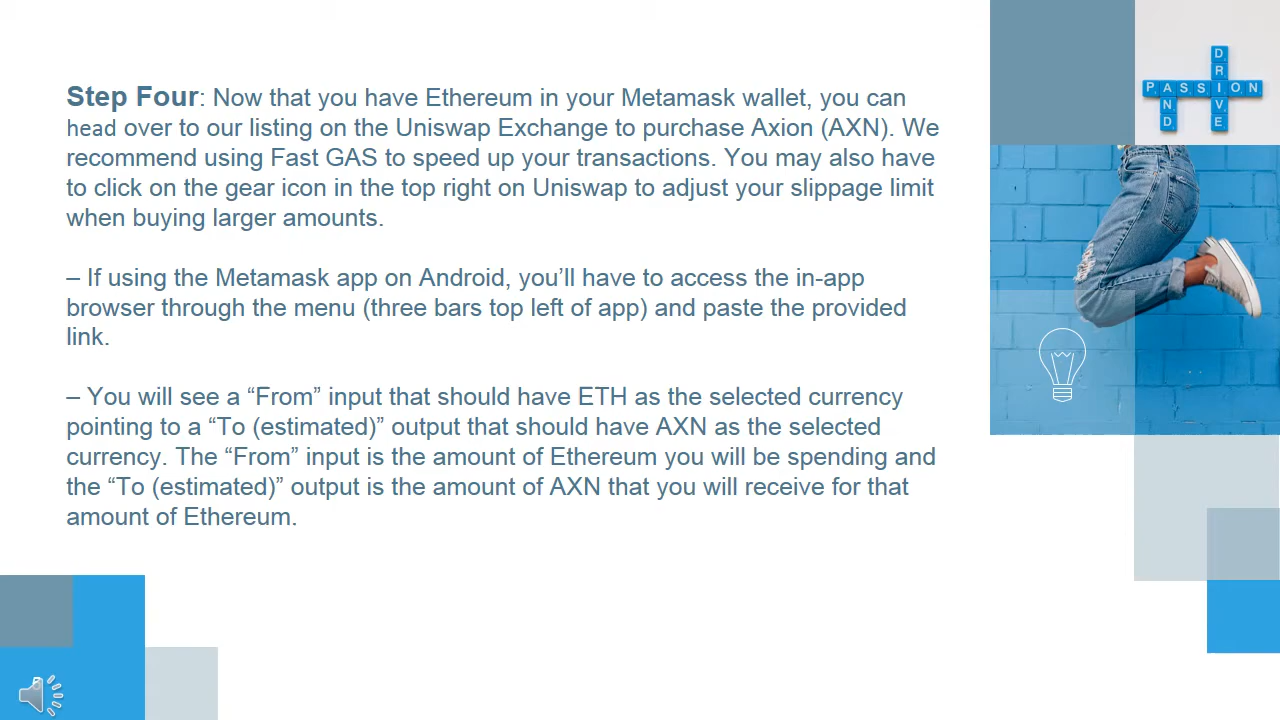 Step Four: Now that you have Ethereum in your Metamask wallet, you can
head over to our listing on the Uniswap Exchange to purchase Axion (AXN). We
recommend using Fast GAS to speed up your transactions. You may also have
to click on the gear icon in the top right on Uniswap to adjust your slippage limit
when buying larger amounts.
– If using the Metamask app on Android, you’ll have to access the in-app
browser through the menu (three bars top left of app) and paste the provided
link.
– You will see a “From” input that should have ETH as the selected currency
pointing to a “To (estimated)” output that should have AXN as the selected
currency. The “From” input is the amount of Ethereum you will be spending and
the “To (estimated)” output is the amount of AXN that you will receive for that
amount of Ethereum.
PASSION
AND
DRIVE